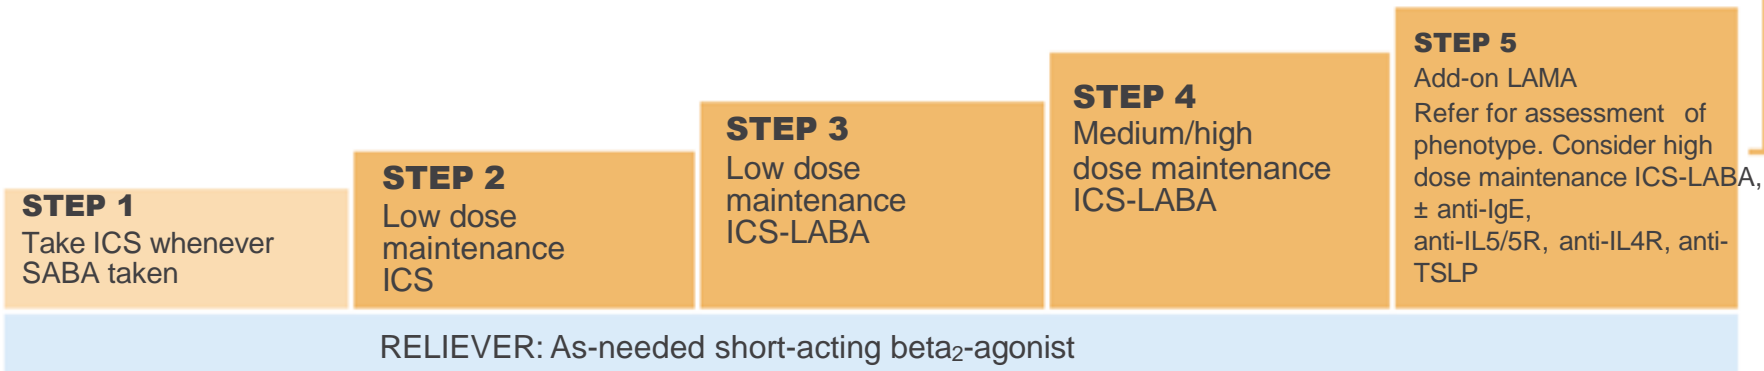 STEP 1
Take ICS whenever
SABA taken
STEP 2
Low dose
maintenance
ICS
STEP 3
Low dose
maintenance
ICS-LABA
STEP 4
Medium/high
dose maintenance
ICS-LABA
STEP 5
Add-on LAMA
Refer for assessment of
phenotype. Consider high
dose maintenance ICS-LABA,
± anti-IgE,
anti-IL5/5R, anti-IL4R, anti-
TSLP
RELIEVER: As-needed short-acting beta₂-agonist